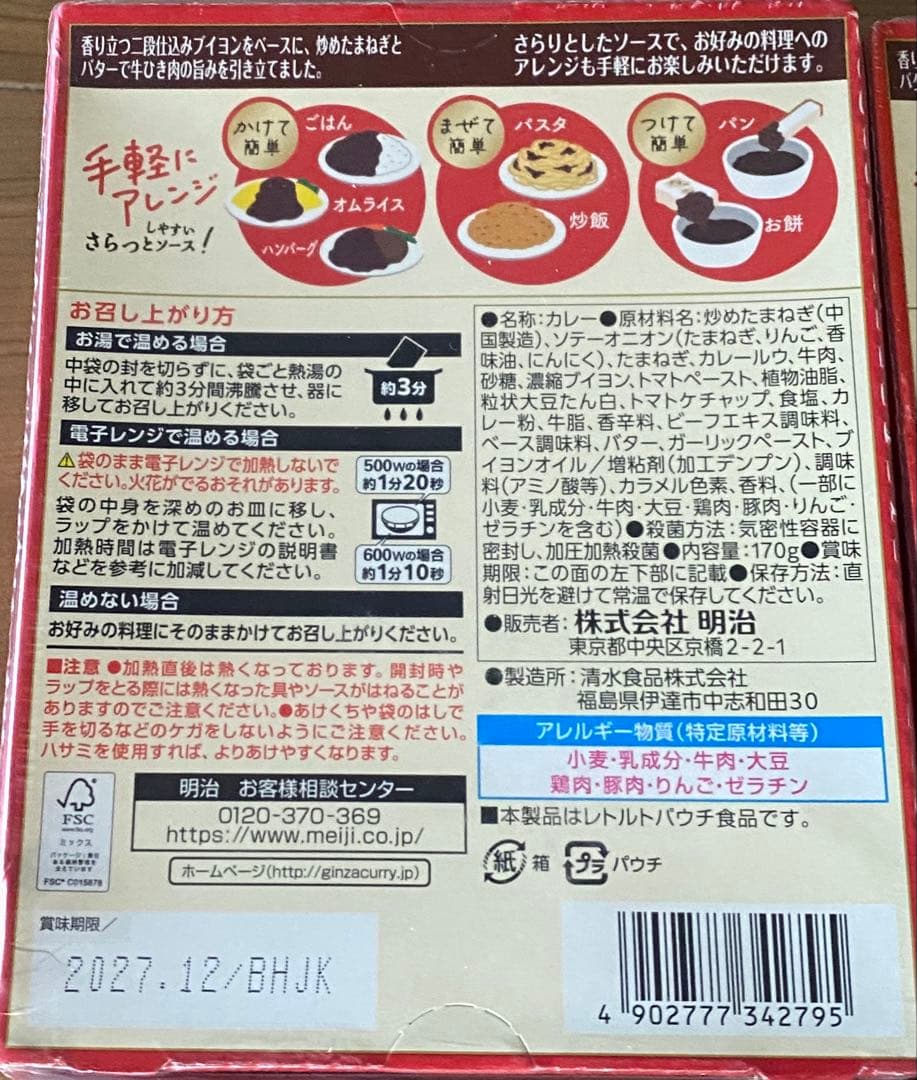 香り立つ二段仕込みブイヨンをベースに、炒めたまねぎと
バターで牛ひき肉の旨みを引き立てました。
さらりとしたソースで、お好みの料理への
アレンジも手軽にお楽しみいただけます。
手軽に
アレンジ
しやすい
さらっとソース!
かけて
簡単
ごはん
オムライス
ハンバーグ
まぜて
簡単
パスタ
炒飯
つけて
簡単
パン
お餅
お召し上がり方
お湯で温める場合
中袋の封を切らずに、袋ごと熱湯の
中に入れて約3分間沸騰させ、器に
移してお召し上がりください。
約3分
電子レンジで温める場合
⚠袋のまま電子レンジで加熱しないで
ください。火花がでるおそれがあります。
袋の中身を深めのお皿に移し、
ラップをかけて温めてください。
加熱時間は電子レンジの説明書
などを参考に加減してください。
500Wの場合
約1分20秒
600Wの場合
約1分10秒
温めない場合
お好みの料理にそのままかけてお召し上がりください。
■注意 ●加熱直後は熱くなっております。開封時や
ラップをとる際には熱くなった具やソースがはねることが
ありますのでご注意ください。●あけくちや袋のはしで
手を切るなどのケガをしないようにご注意ください。
ハサミを使用すれば、よりあけやすくなります。
FSC
www.fsc.org
ミックス
パッケージ|責任
ある森林管理を
支えています
FSC® C015878
明治 お客様相談センター
0120-370-369
https://www.meiji.co.jp/
ホームページ(http://ginzacurry.jp)
●名称:カレー●原材料名:炒めたまねぎ(中
国製造)、ソテーオニオン(たまねぎ、りんご、香
味油、にんにく)、たまねぎ、カレールウ、牛肉、
砂糖、濃縮ブイヨン、トマトペースト、植物油脂、
粒状大豆たん白、トマトケチャップ、食塩、カ
レー粉、牛脂、香辛料、ビーフエキス調味料、
ベース調味料、バター、ガーリックペースト、ブ
イヨンオイル/増粘剤(加工デンプン)、調味
料(アミノ酸等)、カラメル色素、香料、(一部に
小麦・乳成分・牛肉・大豆・鶏肉・豚肉・りんご・
ゼラチンを含む)●殺菌方法:気密性容器に
密封し、加圧加熱殺菌●内容量:170g●賞味
期限:この面の左下部に記載●保存方法:直
射日光を避けて常温で保存してください。
●販売者:株式会社 明治
東京都中央区京橋2-2-1
●製造所:清水食品株式会社
福島県伊達市中志和田30
アレルギー物質(特定原材料等)
小麦・乳成分・牛肉・大豆
鶏肉・豚肉・りんご・ゼラチン
■本製品はレトルトパウチ食品です。
紙 箱 プラ パウチ
賞味期限/
2027.12/BHJK
4 902777 342795